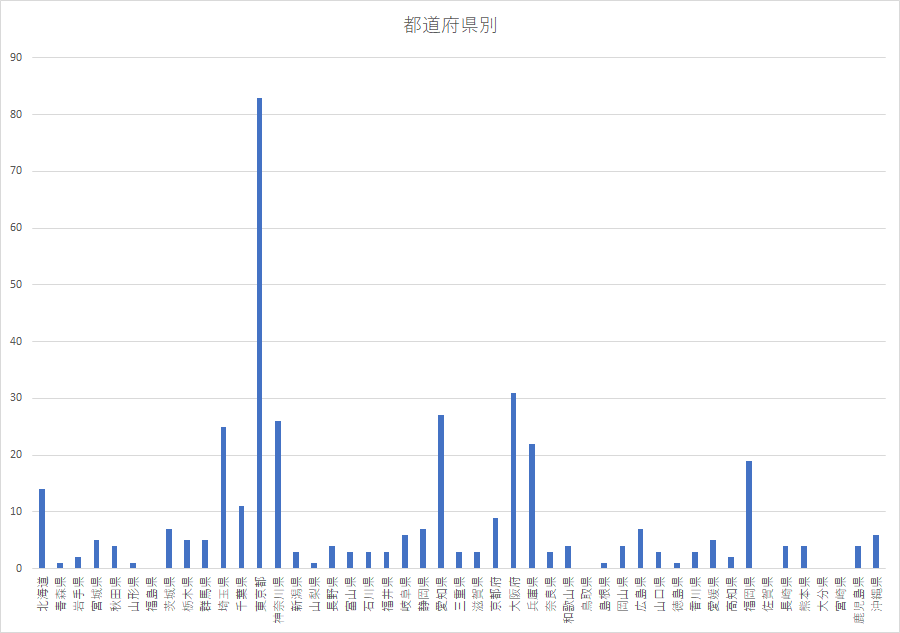 都道府県別
90
80
70
60
50
40
30
20
10
0
北海道
青森県
岩手県
宮城県
秋田県
山形県
福島県
茨城県
栃木県
群馬県
埼玉県
千葉県
東京都
神奈川県
新潟県
山梨県
長野県
富山県
石川県
福井県
岐阜県
静岡県
愛知県
三重県
滋賀県
京都府
大阪府
兵庫県
奈良県
和歌山県
鳥取県
島根県
岡山県
広島県
山口県
徳島県
香川県
愛媛県
高知県
福岡県
佐賀県
長崎県
熊本県
大分県
宮崎県
鹿児島県
沖縄県